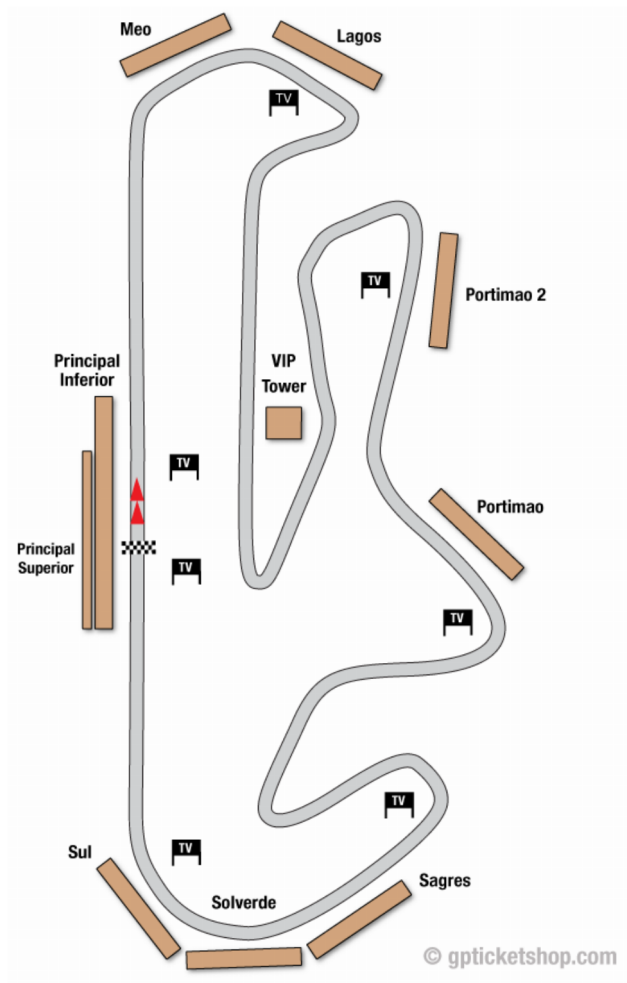 Meo
Lagos
TV
TV
Portimao 2
Principal
Inferior
VIP
Tower
TV
Portimao
Principal
Superior
TV
TV
TV
Sul
TV
Sagres
Solverde
© gpticketshop.com